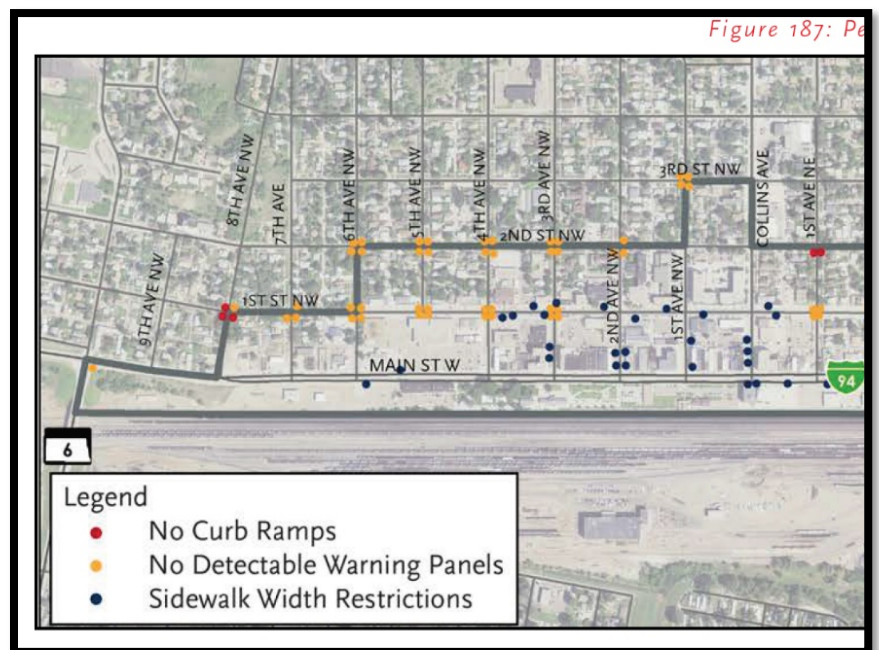 Figure 187: Pe
8TH AVE NW
7TH AVE
6TH AVE NW
5TH AVE NW
4TH AVE NW
3RD AVE NW
3RD ST NW
COLLINS AVE
1ST AVE NE
2ND ST NW
9TH AVE NW
1ST ST NW
2ND AVE NW
1ST AVE NW
MAIN ST W
94
6
Legend
No Curb Ramps
No Detectable Warning Panels
Sidewalk Width Restrictions